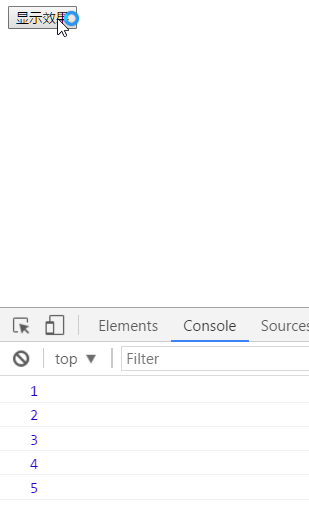 显示效果
Elements Console Sources
top ▼ Filter
1
2
3
4
5